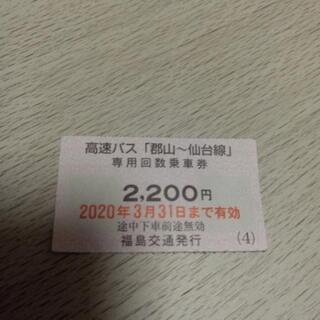 高速バス「郡山～仙台線」
専用回数乗車券
2,200円
2020年3月31日まで有効
途中下車前途無効
福島交通発行
(4)